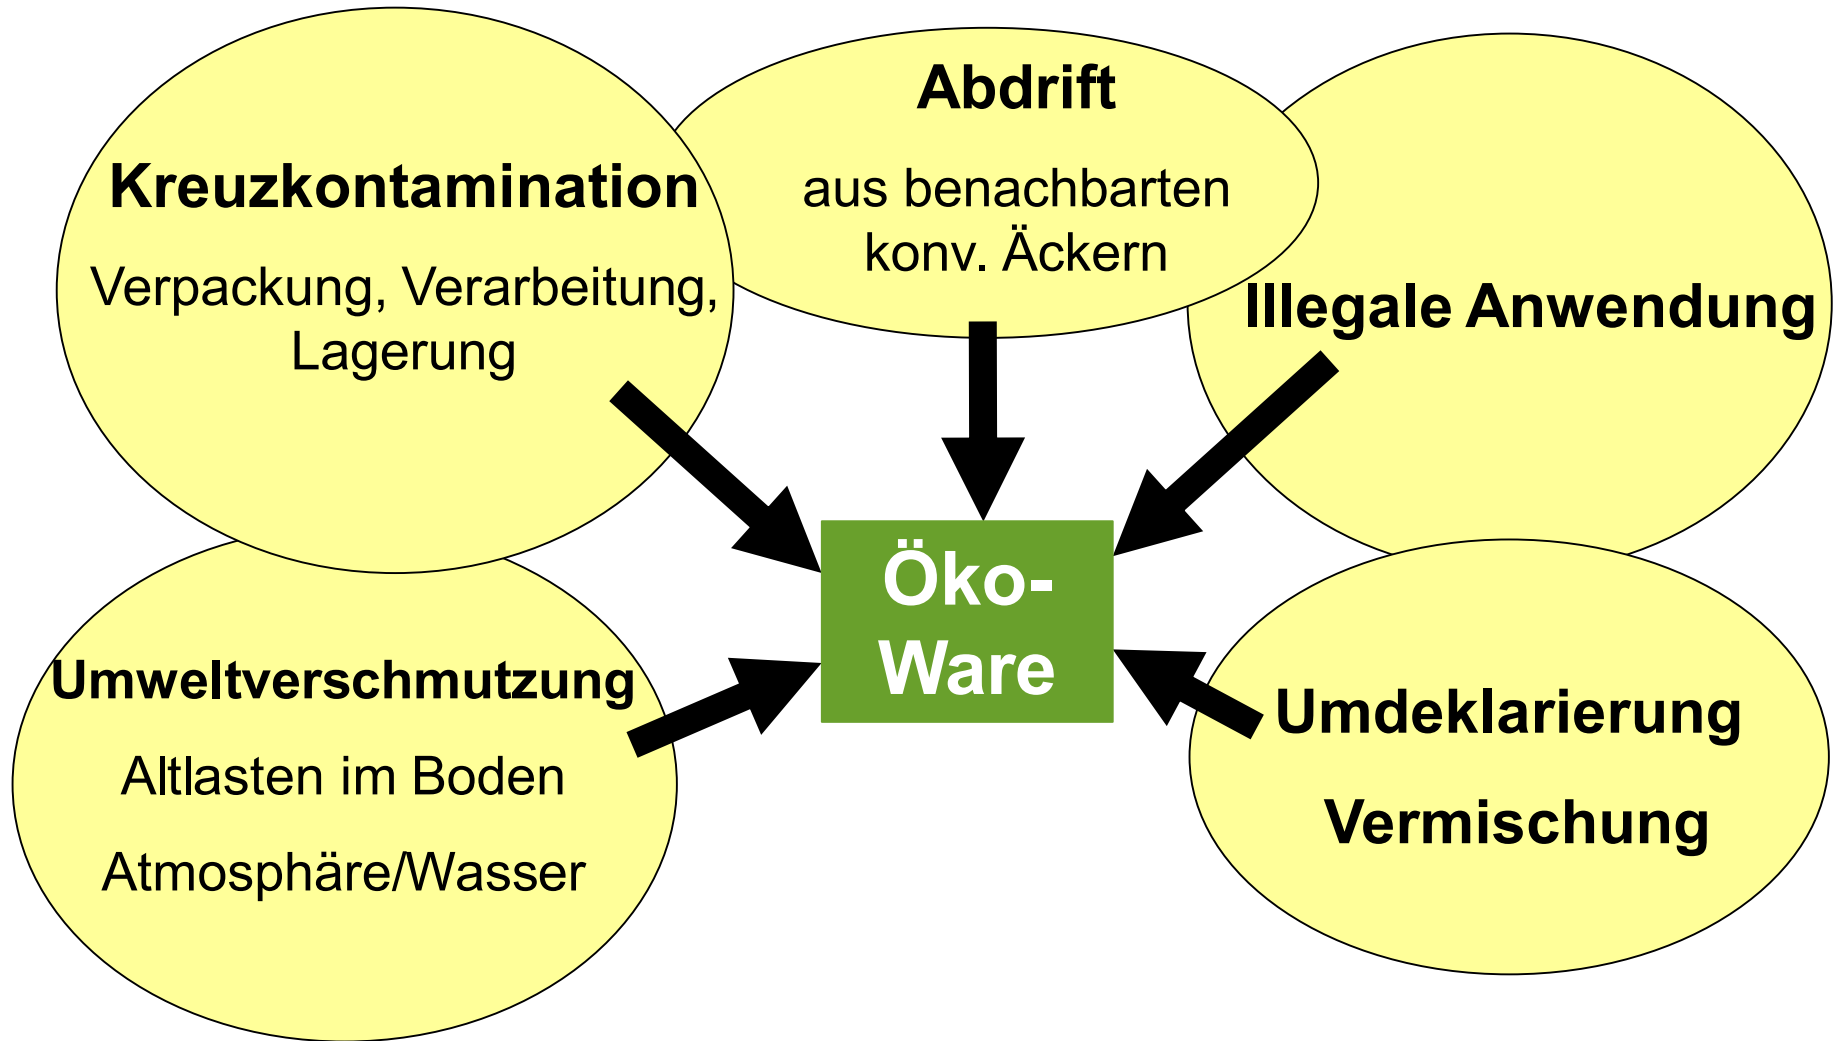 Kreuzkontamination
Verpackung, Verarbeitung,
Lagerung
Abdrift
aus benachbarten
konv. Äckern
Illegale Anwendung
Umweltverschmutzung
Altlasten im Boden
Atmosphäre/Wasser
Öko-
Ware
Umdeklarierung
Vermischung